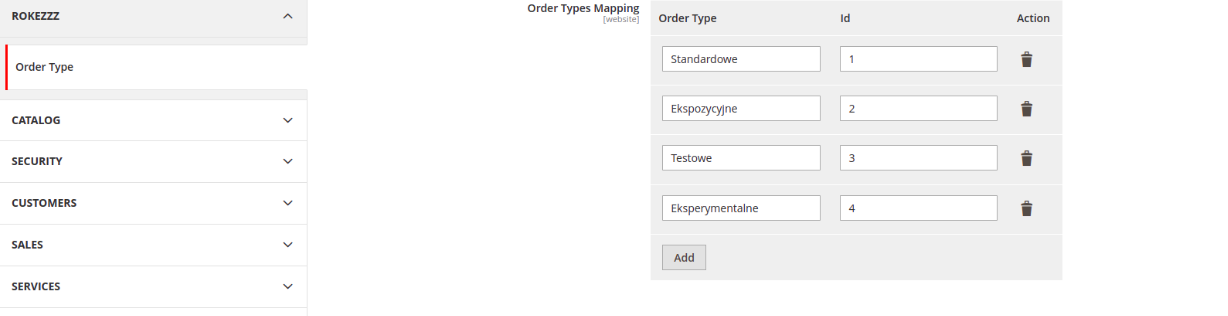 ROKEZZZ
Order Type
CATALOG
SECURITY
CUSTOMERS
SALES
SERVICES
Order Types Mapping
[website]
Order Type Id Action
Standardowe 1
Ekspozycyjne 2
Testowe 3
Eksperymentalne 4
Add